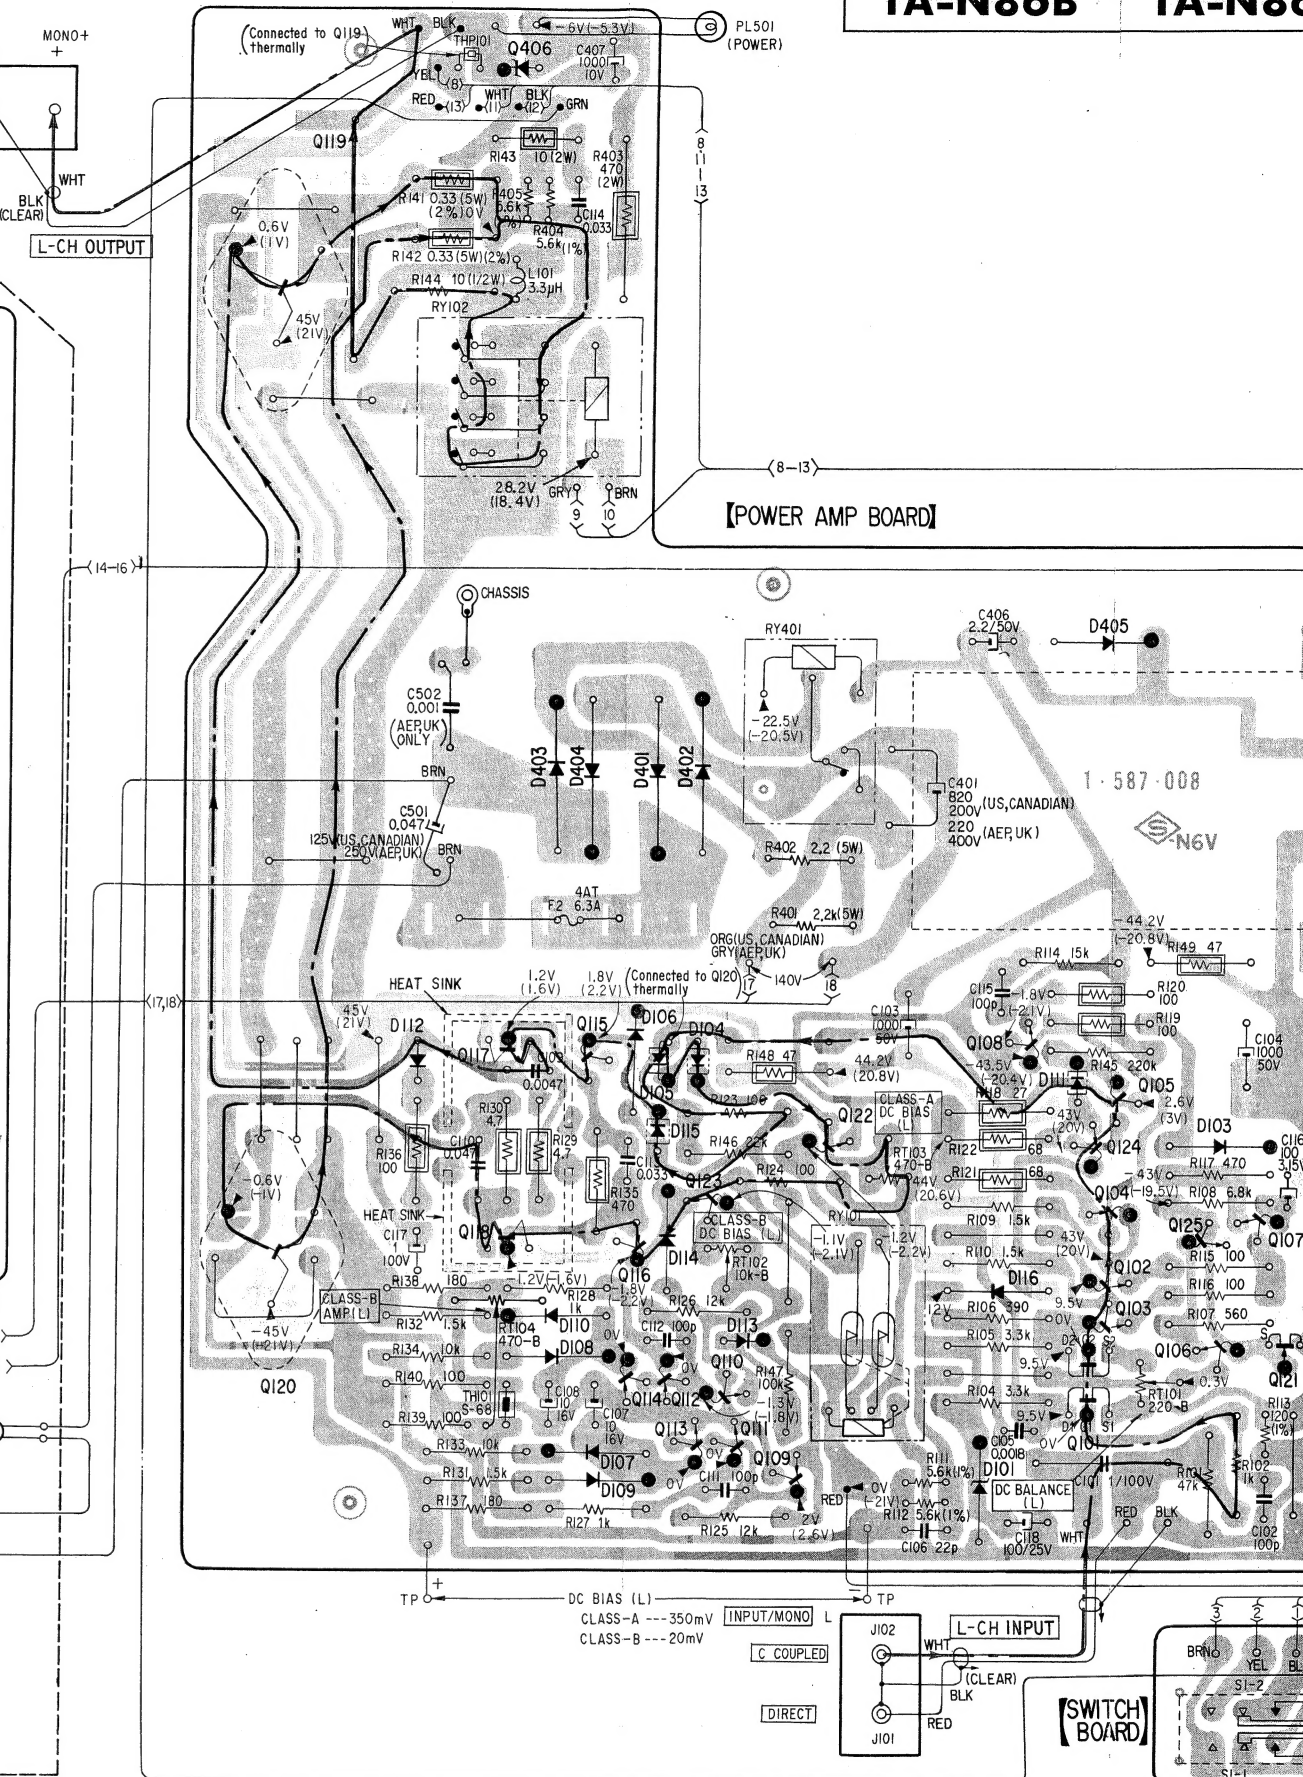 TA-N86B
MONO+
(Connected to Q119)
thermally
WHT BLK
-6V(-5.3V)
PL501
(POWER)
THP101
Q406
C407
1000
10V
YEL (8)
RED (13) WHT (11) BLK (12) GRN
Q119
R143 10(2W)
R403
470
(2W)
8
11
13
WHT
BLK
(CLEAR)
L-CH OUTPUT
0.6V
(1V)
R141 0.33(5W)
(2%) 0V
R405
5.6k
C114
0.033
R404
5.6k(1%)
R142 0.33(5W)(2%)
R144 10(1/2W)
L101
3.3μH
RY102
45V
(21V)
28.2V
(18.4V)
GRY BRN
9 10
(8-13)
【POWER AMP BOARD】
(14-16)
CHASSIS
C406
2.2/50V
D405
RY401
-22.5V
(-20.5V)
C502
0.001
(AEP,UK
ONLY)
BRN
D403 D404 D401 D402
C401
820
200V (US,CANADIAN)
220
400V (AEP,UK)
1-587-008
S-N6V
C501
0.047
125V(US,CANADIAN)
250V(AEP,UK)
BRN
R402 2.2(5W)
4AT
F2 6.3A
R401 2.2k(5W)
ORG(US,CANADIAN)
GRY(AEP,UK)
17 140V 18
-44.2V
(-20.8V)
R149 47
R114 15k
(17,18)
HEAT SINK
1.2V
(1.6V)
1.8V
(2.2V)
(Connected to Q120)
thermally
C115
100p
-1.8V
(-2.1V)
R120
100
R119
100
45V
(21V)
D112
Q117
Q115
D106
D104
C103
1000
50V
Q108
R145 220k
C104
1000
50V
0.0047
D105
R148 47
44.2V
(20.8V)
-43.5V
(-20.4V)
D111
Q105
2.6V
(3V)
R130
4.7
R129
4.7
R123 100
Q122
CLASS-A
DC BIAS
(L)
R118 27
43V
(20V)
Q124
D103
C116
100
3.15V
R136
100
C110
0.047
0.033
D115
R146 22k
RT103
470-B
R122 68
R121 68
-43V
(-19.5V)
R117 470
R135
470
Q123
R124 100
44V
(20.6V)
Q104
R108 6.8k
-0.6V
(-1V)
HEAT SINK
Q118
CLASS-B
DC BIAS (L)
-1.1V
(-2.1V)
-1.2V
(-2.2V)
R109 1.5k
43V
(20V)
Q125
Q107
C117
100V
D114
RT102
10k-B
R110 1.5k
Q102
R115 100
R138 180
-1.2V(-1.6V)
Q116
-1.8V
(-2.2V)
R128
1k
D116
12V
9.5V
R116 100
CLASS-B
AMP(L)
R132 1.5k
RT104
470-B
D110
R126 12k
R106 390
0V
Q103
R107 560
-45V
(-21V)
R134 10k
D108
C112 100p
D113
R105 3.3k
9.5V
Q106
Q120
R140 100
0V
Q110
R147
100k
0.3V
Q121
TH101
S-68
C108
10
16V
C107
10
16V
Q114 Q112
-1.3V
(-1.8V)
R104 3.3k
RT101
220-B
R113
120
(1%)
R139 100
Q113
Q111
9.5V
Q101
R133 10k
D107
0V
Q109
C105
0.0018
0V
R111
5.6k(1%)
D101
C101 1/100V
R101
47k
R102
1k
R131 1.5k
D109
C111 100p
DC BALANCE
(L)
R137 180
RED
0V
(-21V)
R112 5.6k(1%)
RED BLK
R127 1k
R125 12k
2V
(2.6V)
C106 22p
C118
100/25V
WHT
C102
100p
TP + DC BIAS (L) - TP
CLASS-A ---350mV
CLASS-B ---20mV
INPUT/MONO L
J102
L-CH INPUT
3 2 1
C COUPLED
WHT
(CLEAR)
BLK
BRN YEL BL
S1-2
DIRECT
RED
J101
【SWITCH
BOARD】
S1-1